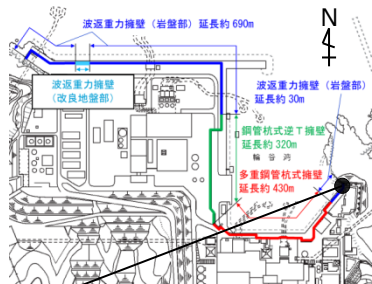 波返重力擁壁（岩盤部）延長約 690m
N
波返重力擁壁
（改良地盤部）
波返重力擁壁（岩盤部）
延長約 30m
鋼管杭式逆Ｔ擁壁
延長約 320m
輪谷湾
多重鋼管杭式擁壁
延長約 430m